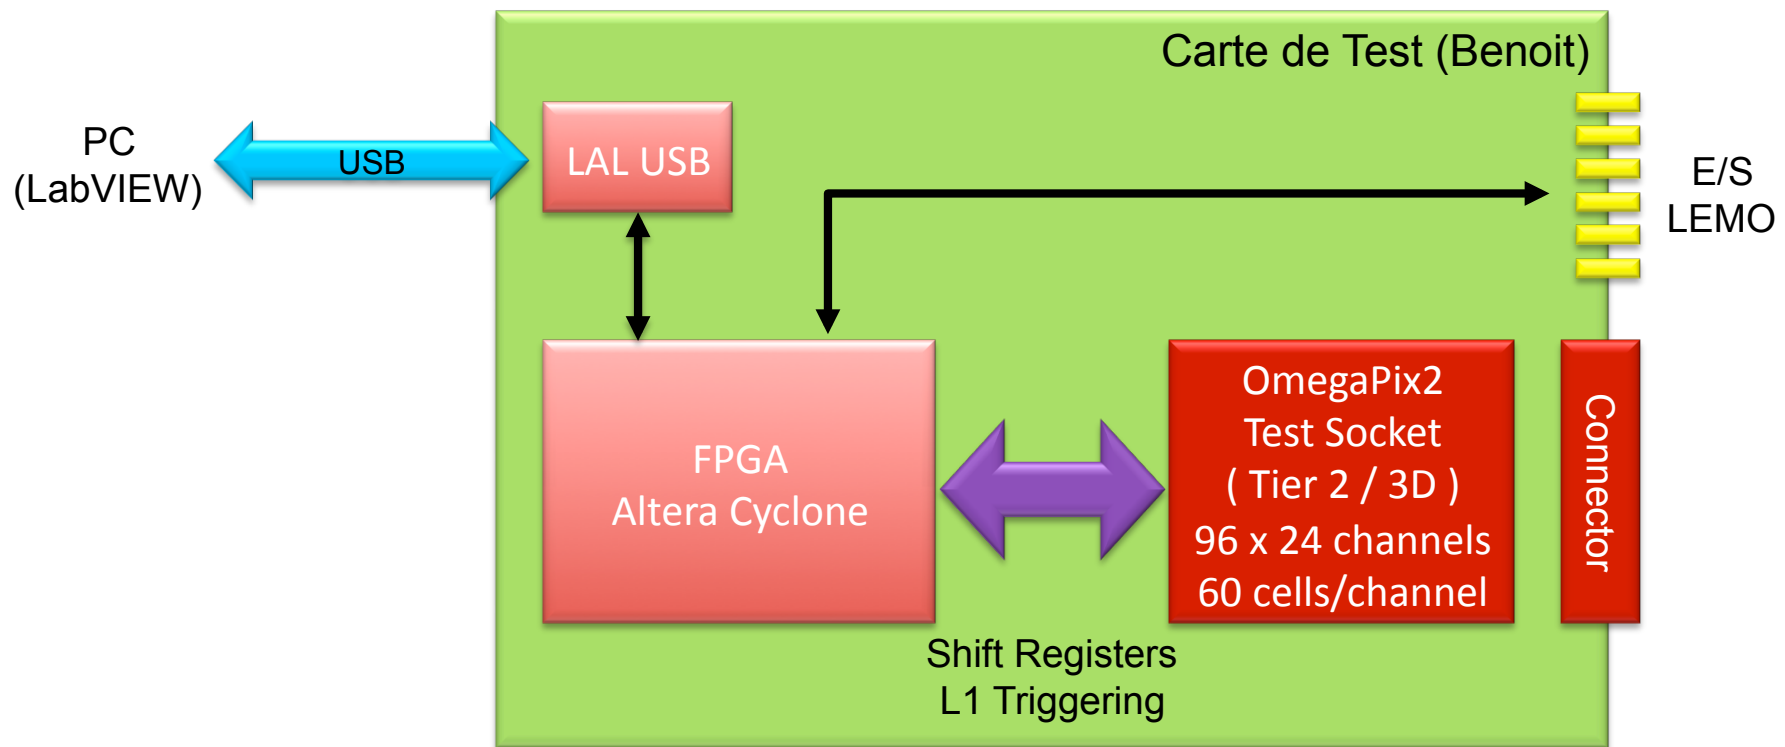 Carte de Test (Benoit)
PC
(LabVIEW)
USB
LAL USB
E/S
LEMO
FPGA
Altera Cyclone
OmegaPix2
Test Socket
( Tier 2 / 3D )
96 x 24 channels
60 cells/channel
Connector
Shift Registers
L1 Triggering